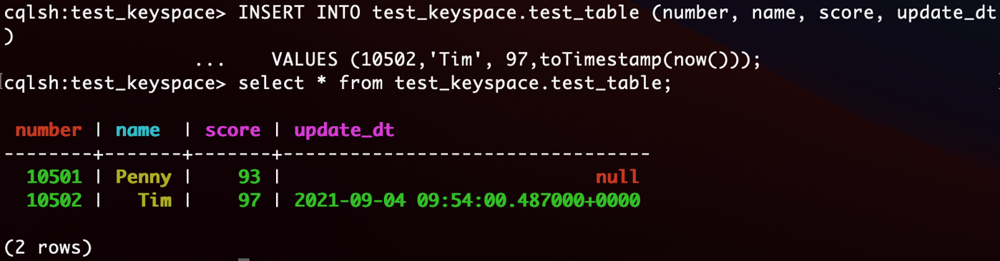 cqlsh:test_keyspace> INSERT INTO test_keyspace.test_table (number, name, score, update_dt
)
                 ...    VALUES (10502,'Tim', 97,toTimestamp(now()));
cqlsh:test_keyspace> select * from test_keyspace.test_table;
 number | name  | score | update_dt
--------+-------+-------+---------------------------------
  10501 | Penny |    93 |                            null
  10502 |   Tim |    97 | 2021-09-04 09:54:00.487000+0000
(2 rows)